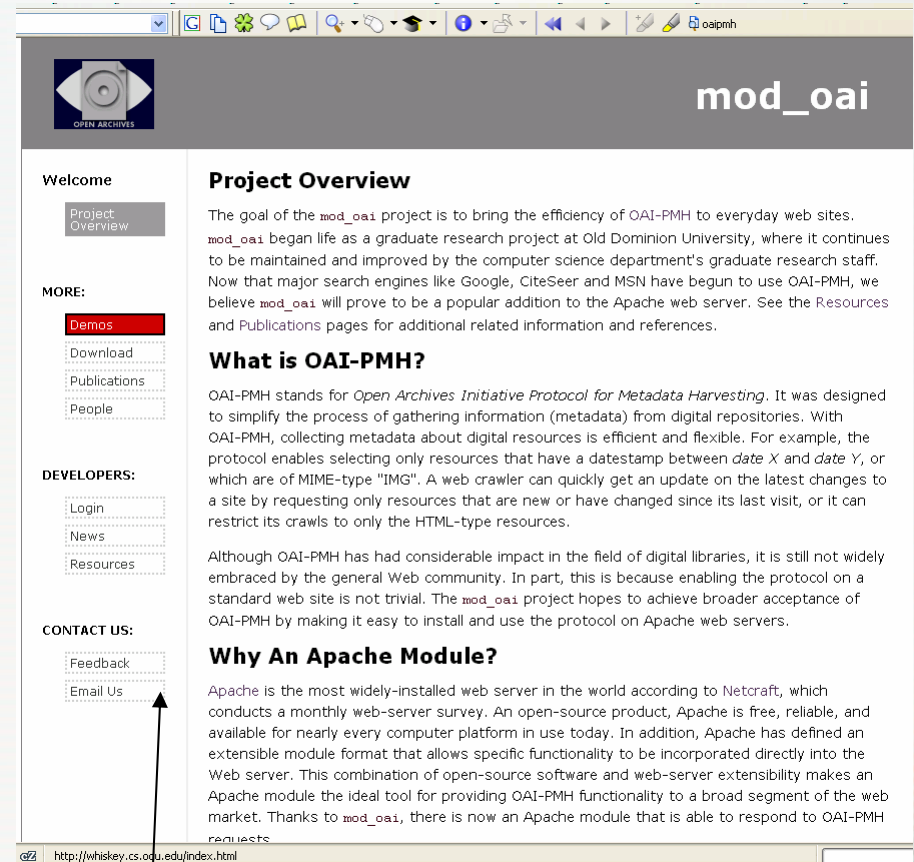 oaipmh
OPEN ARCHIVES
mod_oai
Welcome
Project
Overview
MORE:
Demos
Download
Publications
People
DEVELOPERS:
Login
News
Resources
CONTACT US:
Feedback
Email Us
Project Overview
The goal of the mod_oai project is to bring the efficiency of OAI-PMH to everyday web sites.
mod_oai began life as a graduate research project at Old Dominion University, where it continues
to be maintained and improved by the computer science department's graduate research staff.
Now that major search engines like Google, CiteSeer and MSN have begun to use OAI-PMH, we
believe mod_oai will prove to be a popular addition to the Apache web server. See the Resources
and Publications pages for additional related information and references.
What is OAI-PMH?
OAI-PMH stands for Open Archives Initiative Protocol for Metadata Harvesting. It was designed
to simplify the process of gathering information (metadata) from digital repositories. With
OAI-PMH, collecting metadata about digital resources is efficient and flexible. For example, the
protocol enables selecting only resources that have a datestamp between date X and date Y, or
which are of MIME-type "IMG". A web crawler can quickly get an update on the latest changes to
a site by requesting only resources that are new or have changed since its last visit, or it can
restrict its crawls to only the HTML-type resources.
Although OAI-PMH has had considerable impact in the field of digital libraries, it is still not widely
embraced by the general Web community. In part, this is because enabling the protocol on a
standard web site is not trivial. The mod_oai project hopes to achieve broader acceptance of
OAI-PMH by making it easy to install and use the protocol on Apache web servers.
Why An Apache Module?
Apache is the most widely-installed web server in the world according to Netcraft, which
conducts a monthly web-server survey. An open-source product, Apache is free, reliable, and
available for nearly every computer platform in use today. In addition, Apache has defined an
extensible module format that allows specific functionality to be incorporated directly into the
Web server. This combination of open-source software and web-server extensibility makes an
Apache module the ideal tool for providing OAI-PMH functionality to a broad segment of the web
market. Thanks to mod_oai, there is now an Apache module that is able to respond to OAI-PMH
requests
http://whiskey.cs.odu.edu/index.html